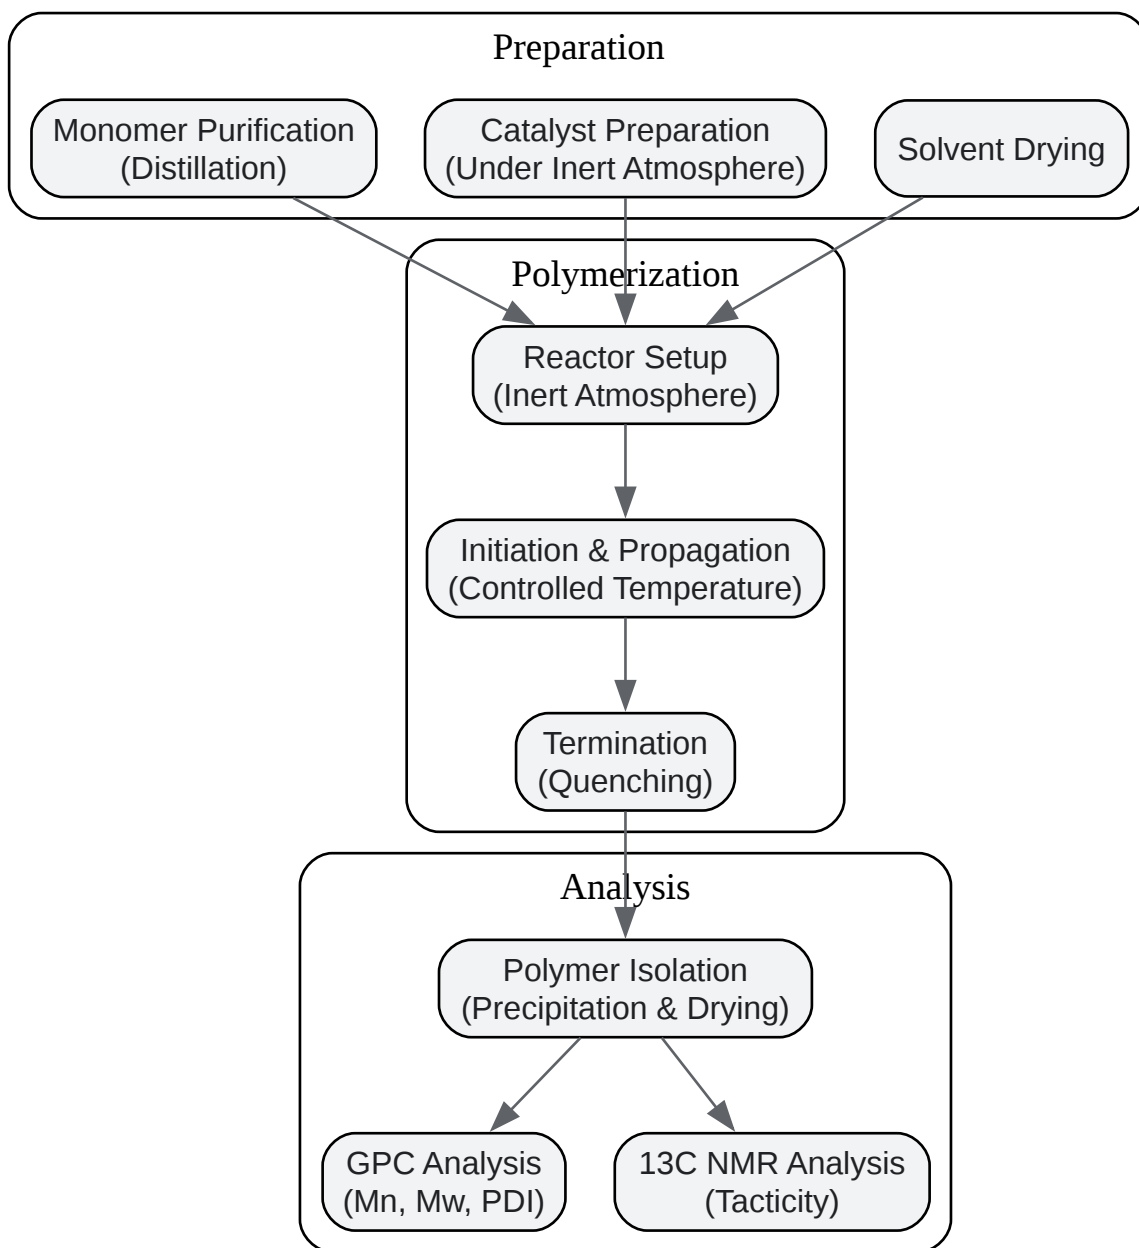 Preparation
Monomer Purification
(Distillation)
Catalyst Preparation
(Under Inert Atmosphere)
Solvent Drying
Polymerization
Reactor Setup
(Inert Atmosphere)
Initiation & Propagation
(Controlled Temperature)
Termination
(Quenching)
Analysis
Polymer Isolation
(Precipitation & Drying)
GPC Analysis
(Mn, Mw, PDI)
13C NMR Analysis
(Tacticity)